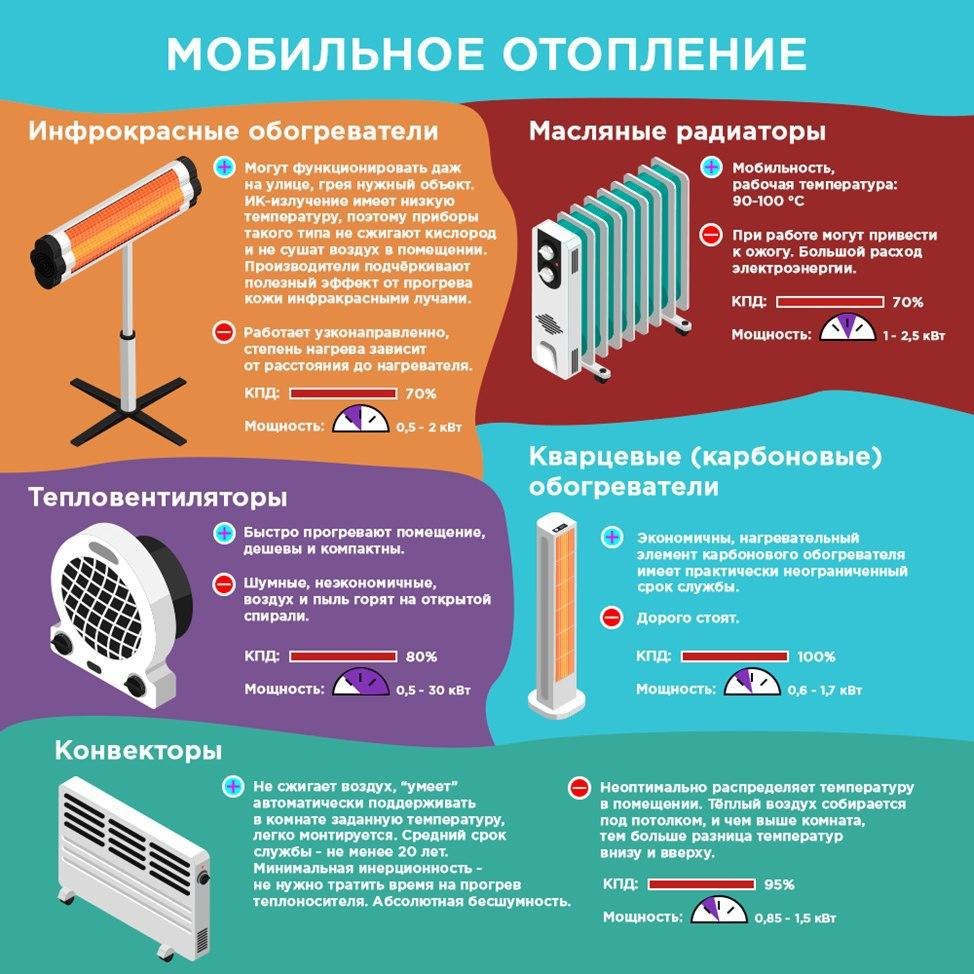 МОБИЛЬНОЕ ОТОПЛЕНИЕ
Инфрокрасные обогреватели
Могут функционировать даж
на улице, грея нужный объект.
ИК-излучение имеет низкую
температуру, поэтому приборы
такого типа не сжигают кислород
и не сушат воздух в помещении.
Производители подчёркивают
полезный эффект от прогрева
кожи инфракрасными лучами.
Работает узконаправленно,
степень нагрева зависит
от расстояния до нагревателя.
КПД: 70%
Мощность: 0,5 - 2 кВт
Масляные радиаторы
Мобильность,
рабочая температура:
90-100 °С
При работе могут привести
к ожогу. Большой расход
электроэнергии.
КПД: 70%
Мощность: 1 - 2,5 кВт
Тепловентиляторы
Быстро прогревают помещение,
дешевы и компактны.
Шумные, неэкономичные,
воздух и пыль горят на открытой
спирали.
КПД: 80%
Мощность: 0,5 - 30 кВт
Кварцевые (карбоновые)
обогреватели
Экономичны, нагревательный
элемент карбонового обогревателя
имеет практически неограниченный
срок службы.
Дорого стоят.
КПД: 100%
Мощность: 0,6 - 1,7 кВт
Конвекторы
Не сжигает воздух, “умеет”
автоматически поддерживать
в комнате заданную температуру,
легко монтируется. Средний срок
службы - не менее 20 лет.
Минимальная инерционность -
не нужно тратить время на прогрев
теплоносителя. Абсолютная бесшумность.
Неоптимально распределяет температуру
в помещении. Тёплый воздух собирается
под потолком, и чем выше комната,
тем больше разница температур
внизу и вверху.
КПД: 95%
Мощность: 0,85 - 1,5 кВт